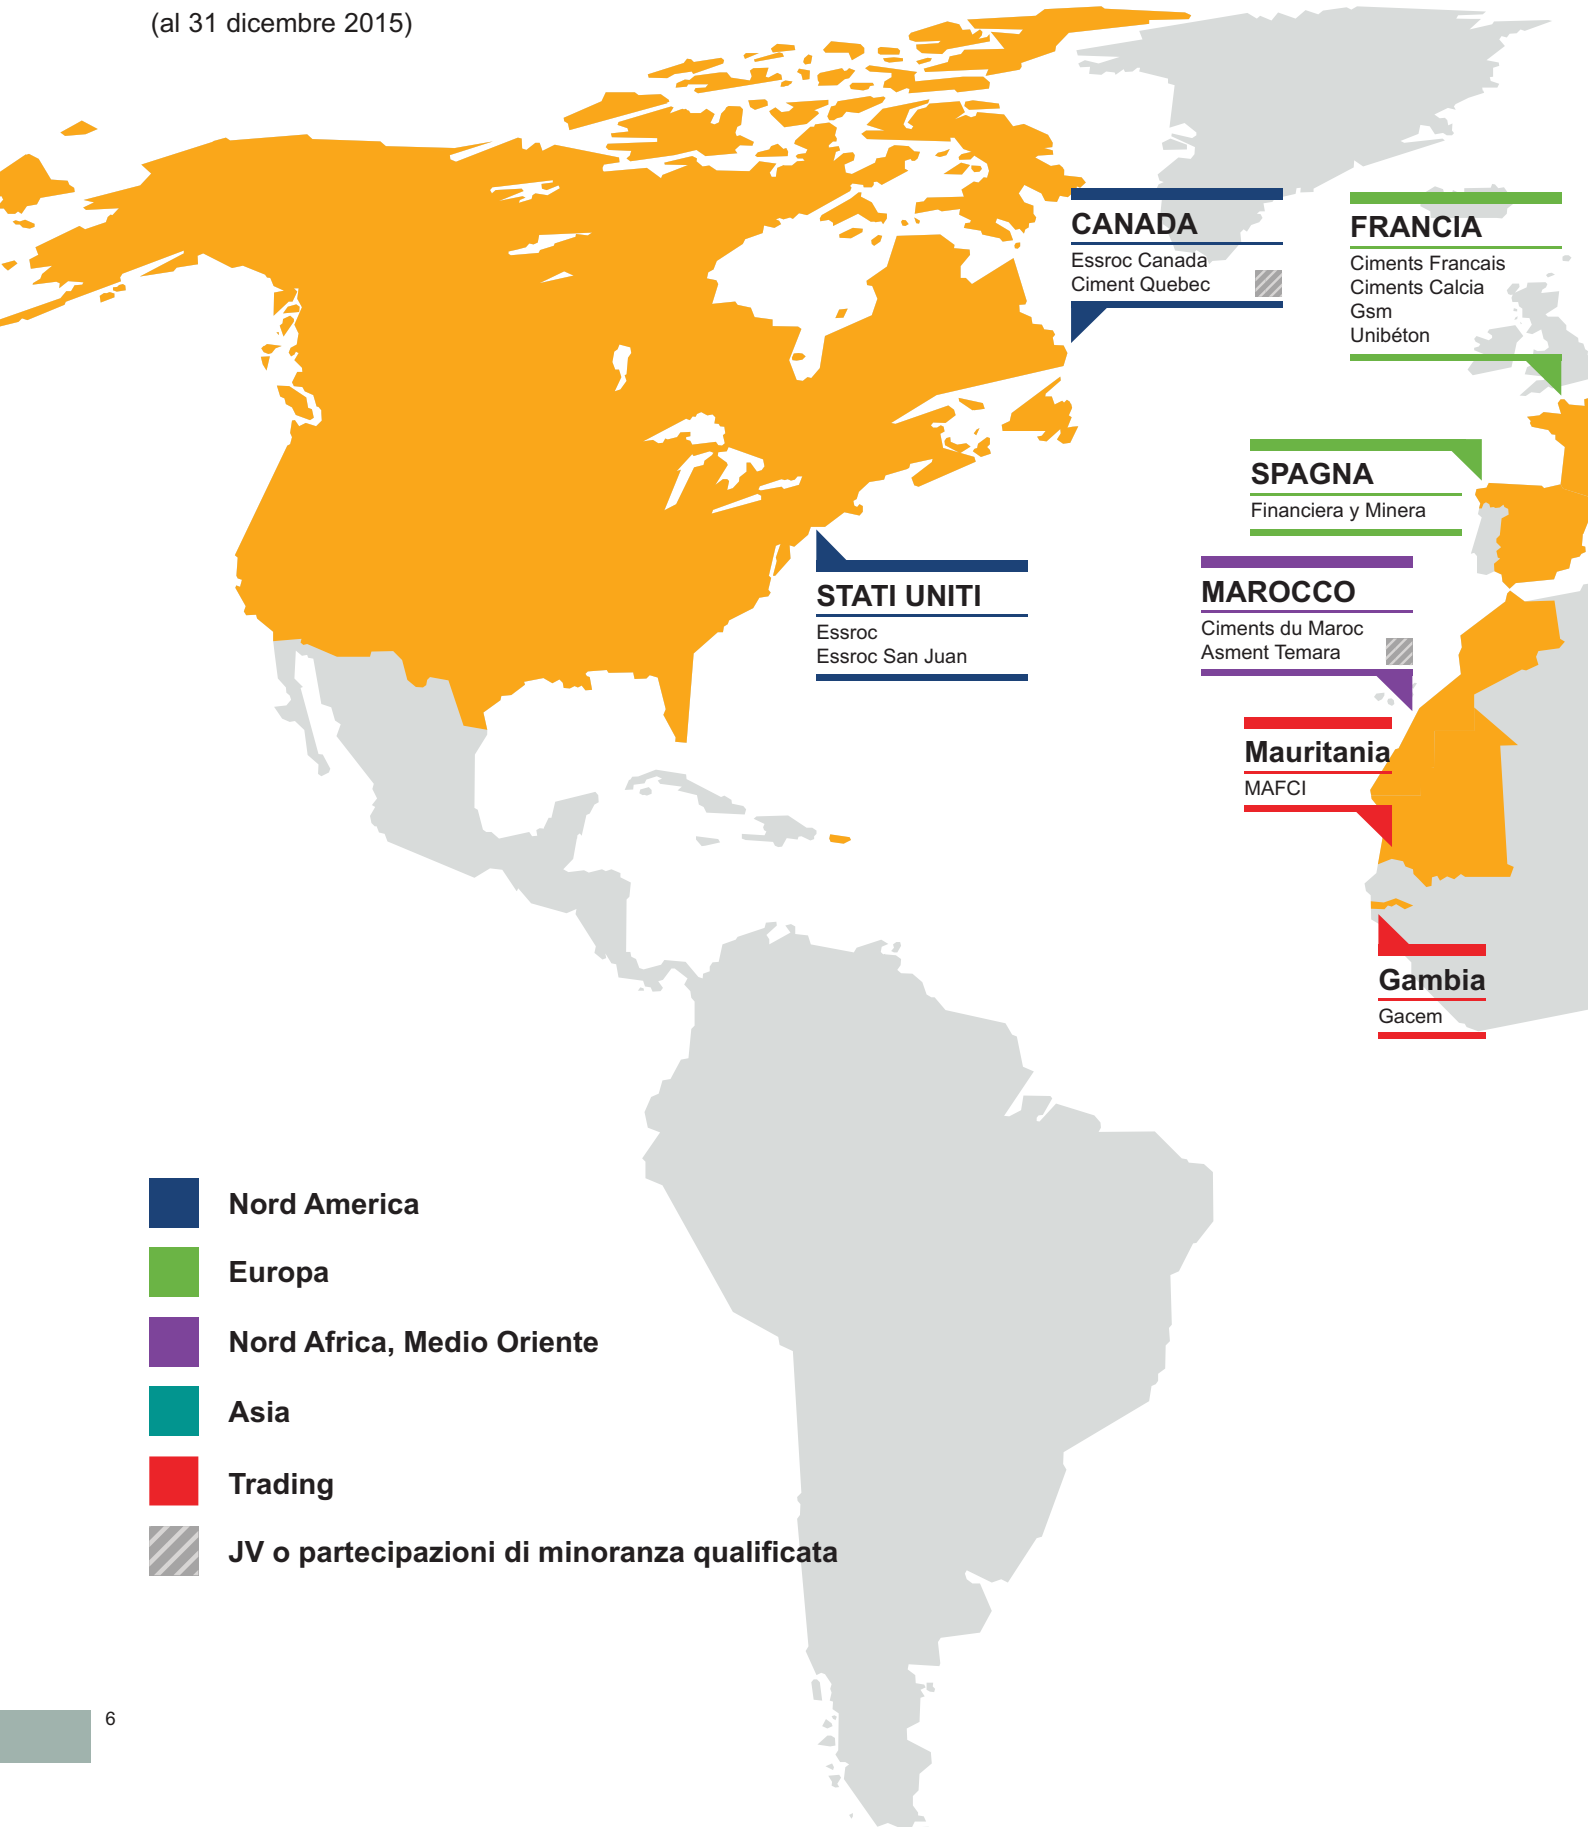 (al 31 dicembre 2015)
CANADA
Essroc Canada
Ciment Quebec
FRANCIA
Ciments Francais
Ciments Calcia
Gsm
Unibéton
SPAGNA
Financiera y Minera
STATI UNITI
Essroc
Essroc San Juan
MAROCCO
Ciments du Maroc
Asment Temara
Mauritania
MAFCI
Gambia
Gacem
Nord America
Europa
Nord Africa, Medio Oriente
Asia
Trading
JV o partecipazioni di minoranza qualificata
6